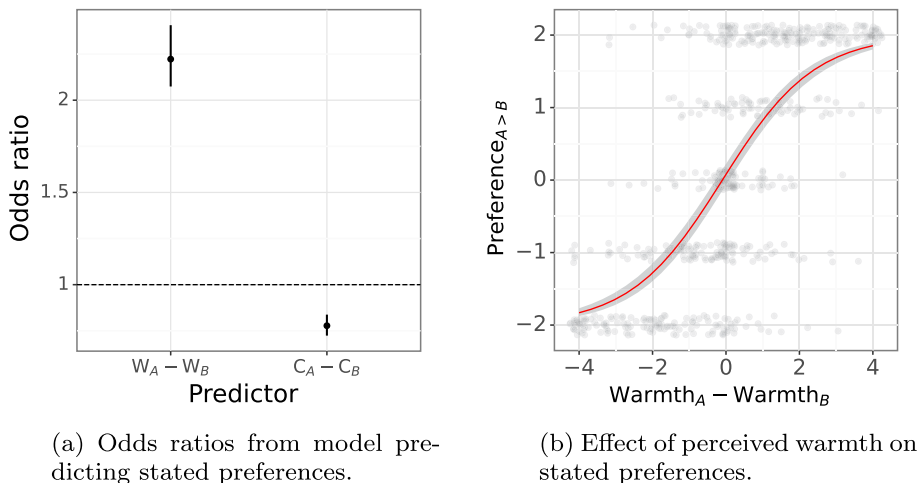 Odds ratio
2
1.5
1
W_A − W_B
C_A − C_B
Predictor
(a) Odds ratios from model pre-
dicting stated preferences.
Preference_{A > B}
2
1
0
−1
−2
−4
−2
0
2
4
Warmth_A − Warmth_B
(b) Effect of perceived warmth on
stated preferences.